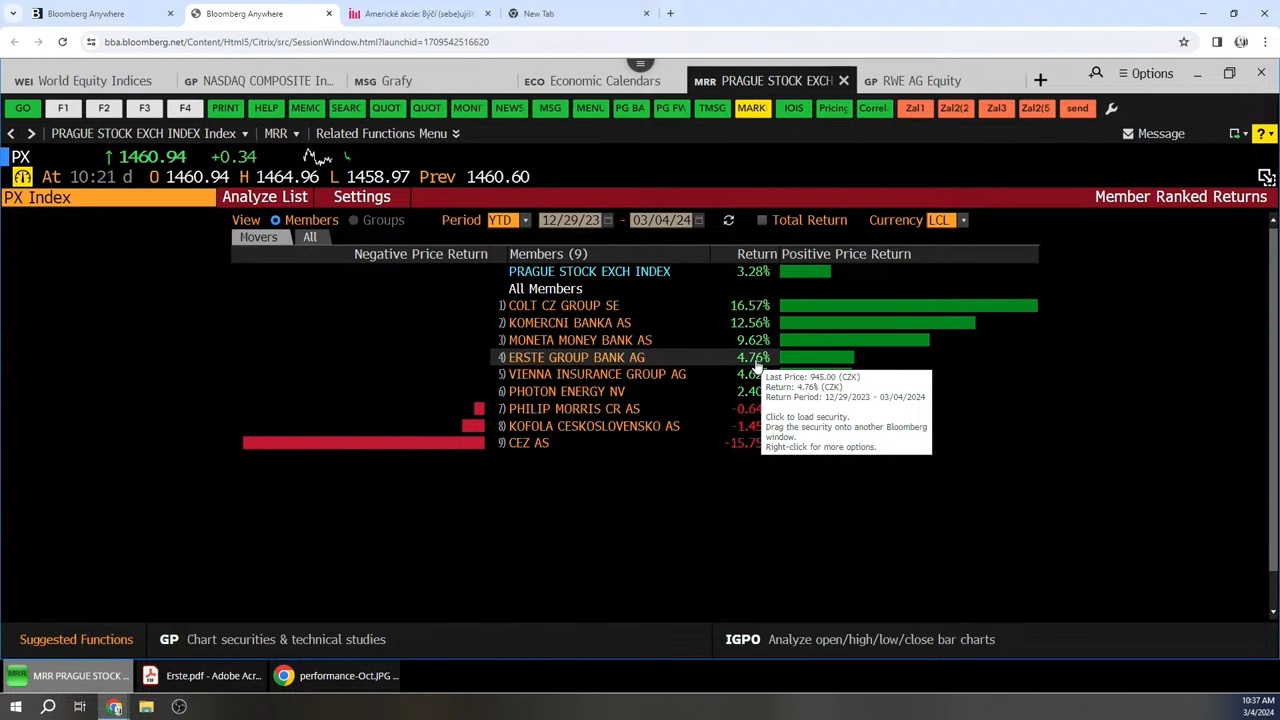 Bloomberg Anywhere
Bloomberg Anywhere
Americké akcie: Býčí (sebe)ujiš
New Tab
bba.bloomberg.net/Content/Html5/Citrix/src/SessionWindow.html?launchid=1709542516620
WEI World Equity Indices
GP NASDAQ COMPOSITE In...
MSG Grafy
ECO Economic Calendars
MRR PRAGUE STOCK EXCH
GP RWE AG Equity
Options
GO F1 F2 F3 F4 PRINT HELP MEMC SEARC QUOT QUOT MONI NEWS MSG MENU PG BA PG FW TMSG MARK IOIS Pricing Correl Zal1 Zal2(2 Zal3 Zal2(5 send
PRAGUE STOCK EXCH INDEX Index MRR Related Functions Menu Message ?
PX ↑ 1460.94 +0.34
At 10:21 d O 1460.94 H 1464.96 L 1458.97 Prev 1460.60
PX Index Analyze List Settings Member Ranked Returns
View Members Groups Period YTD 12/29/23 - 03/04/24 Total Return Currency LCL
Movers All
Negative Price Return Members (9) Return Positive Price Return
PRAGUE STOCK EXCH INDEX 3.28%
All Members
1) COLT CZ GROUP SE 16.57%
2) KOMERCNI BANKA AS 12.56%
3) MONETA MONEY BANK AS 9.62%
4) ERSTE GROUP BANK AG 4.76%
5) VIENNA INSURANCE GROUP AG 4.62
6) PHOTON ENERGY NV 2.40
7) PHILIP MORRIS CR AS -0.64
8) KOFOLA CESKOSLOVENSKO AS -1.45
9) CEZ AS -15.75
Last Price: 945.00 (CZK)
Return: 4.76% (CZK)
Return Period: 12/29/2023 - 03/04/2024
Click to load security.
Drag the security onto another Bloomberg
window.
Right-click for more options.
Suggested Functions GP Chart securities & technical studies IGPO Analyze open/high/low/close bar charts
MRR MRR PRAGUE STOCK ...
Erste.pdf - Adobe Acr...
performance-Oct.JPG ...
10:37 AM
3/4/2024